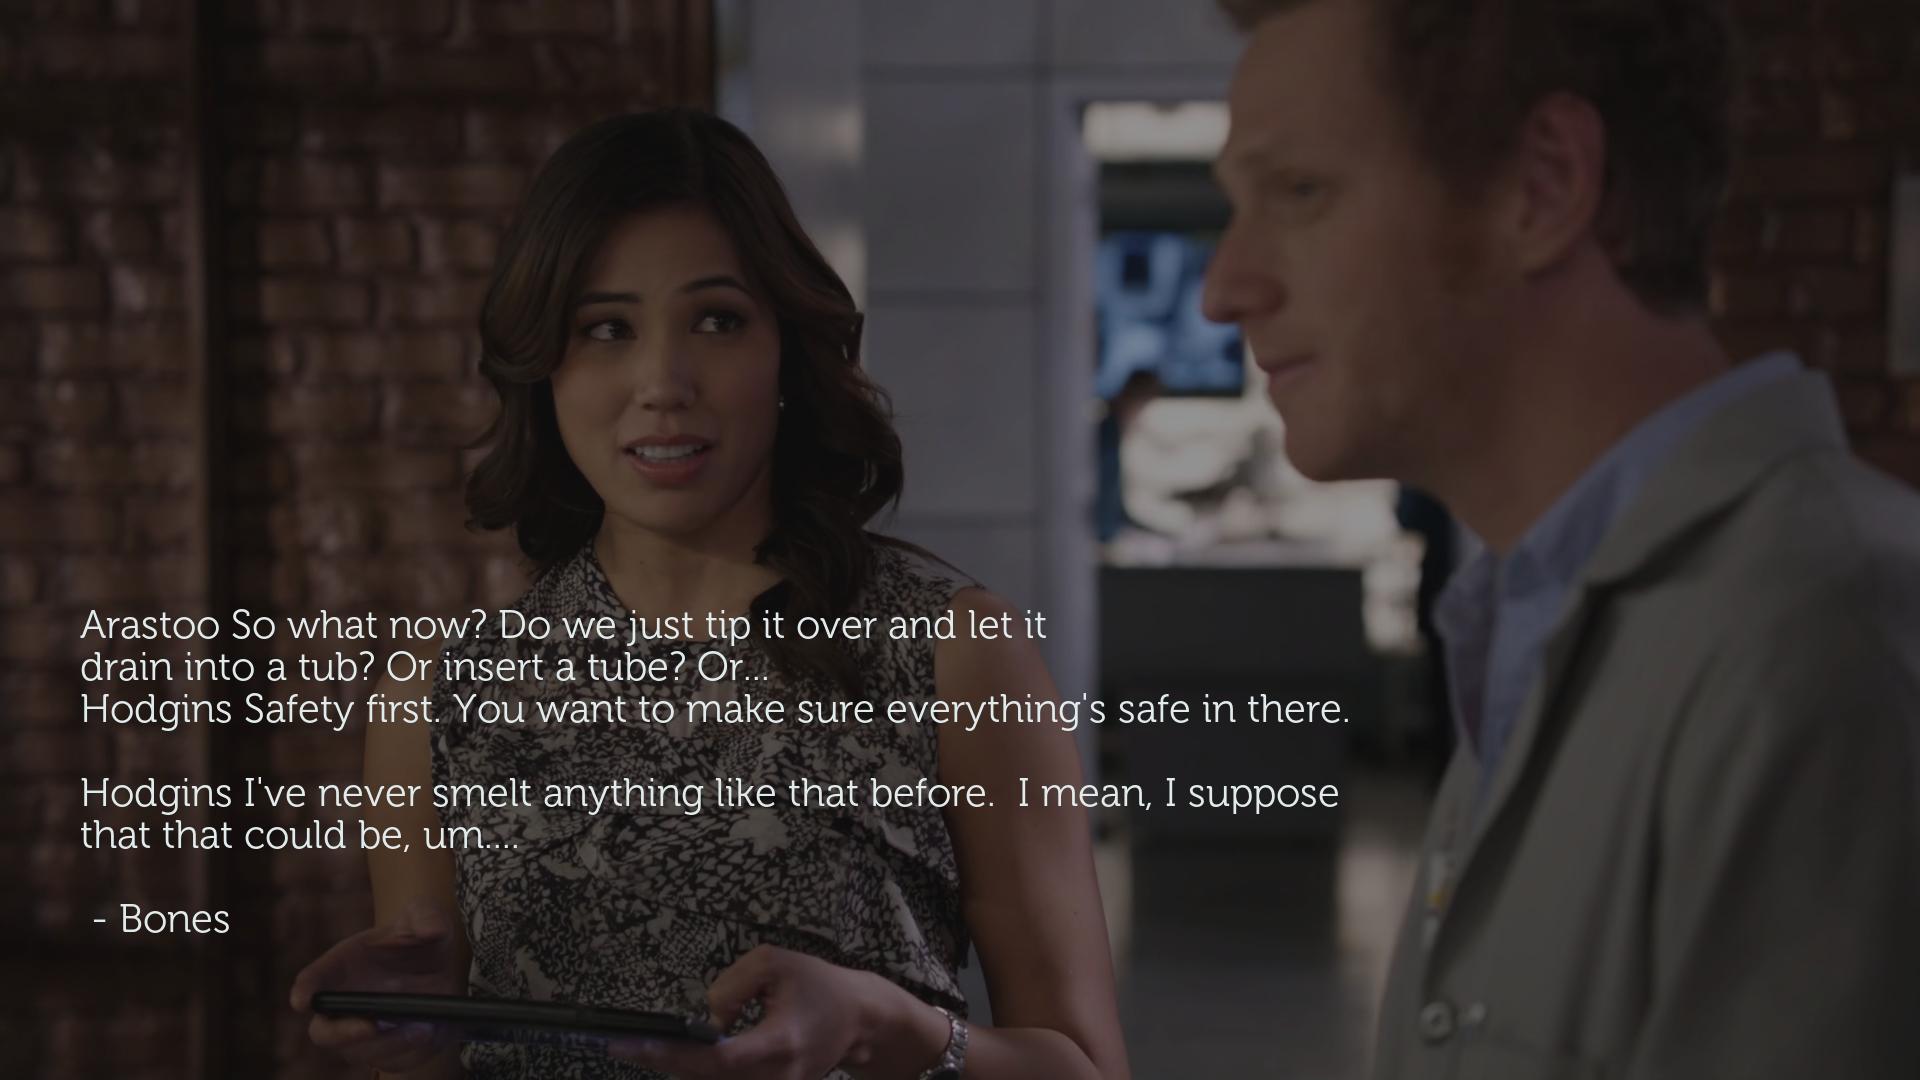 Arastoo So what now? Do we just tip it over and let it
drain into a tub? Or insert a tube? Or...
Hodgins Safety first. You want to make sure everything's safe in there.
Hodgins I've never smelt anything like that before.  I mean, I suppose
that that could be, um....
- Bones